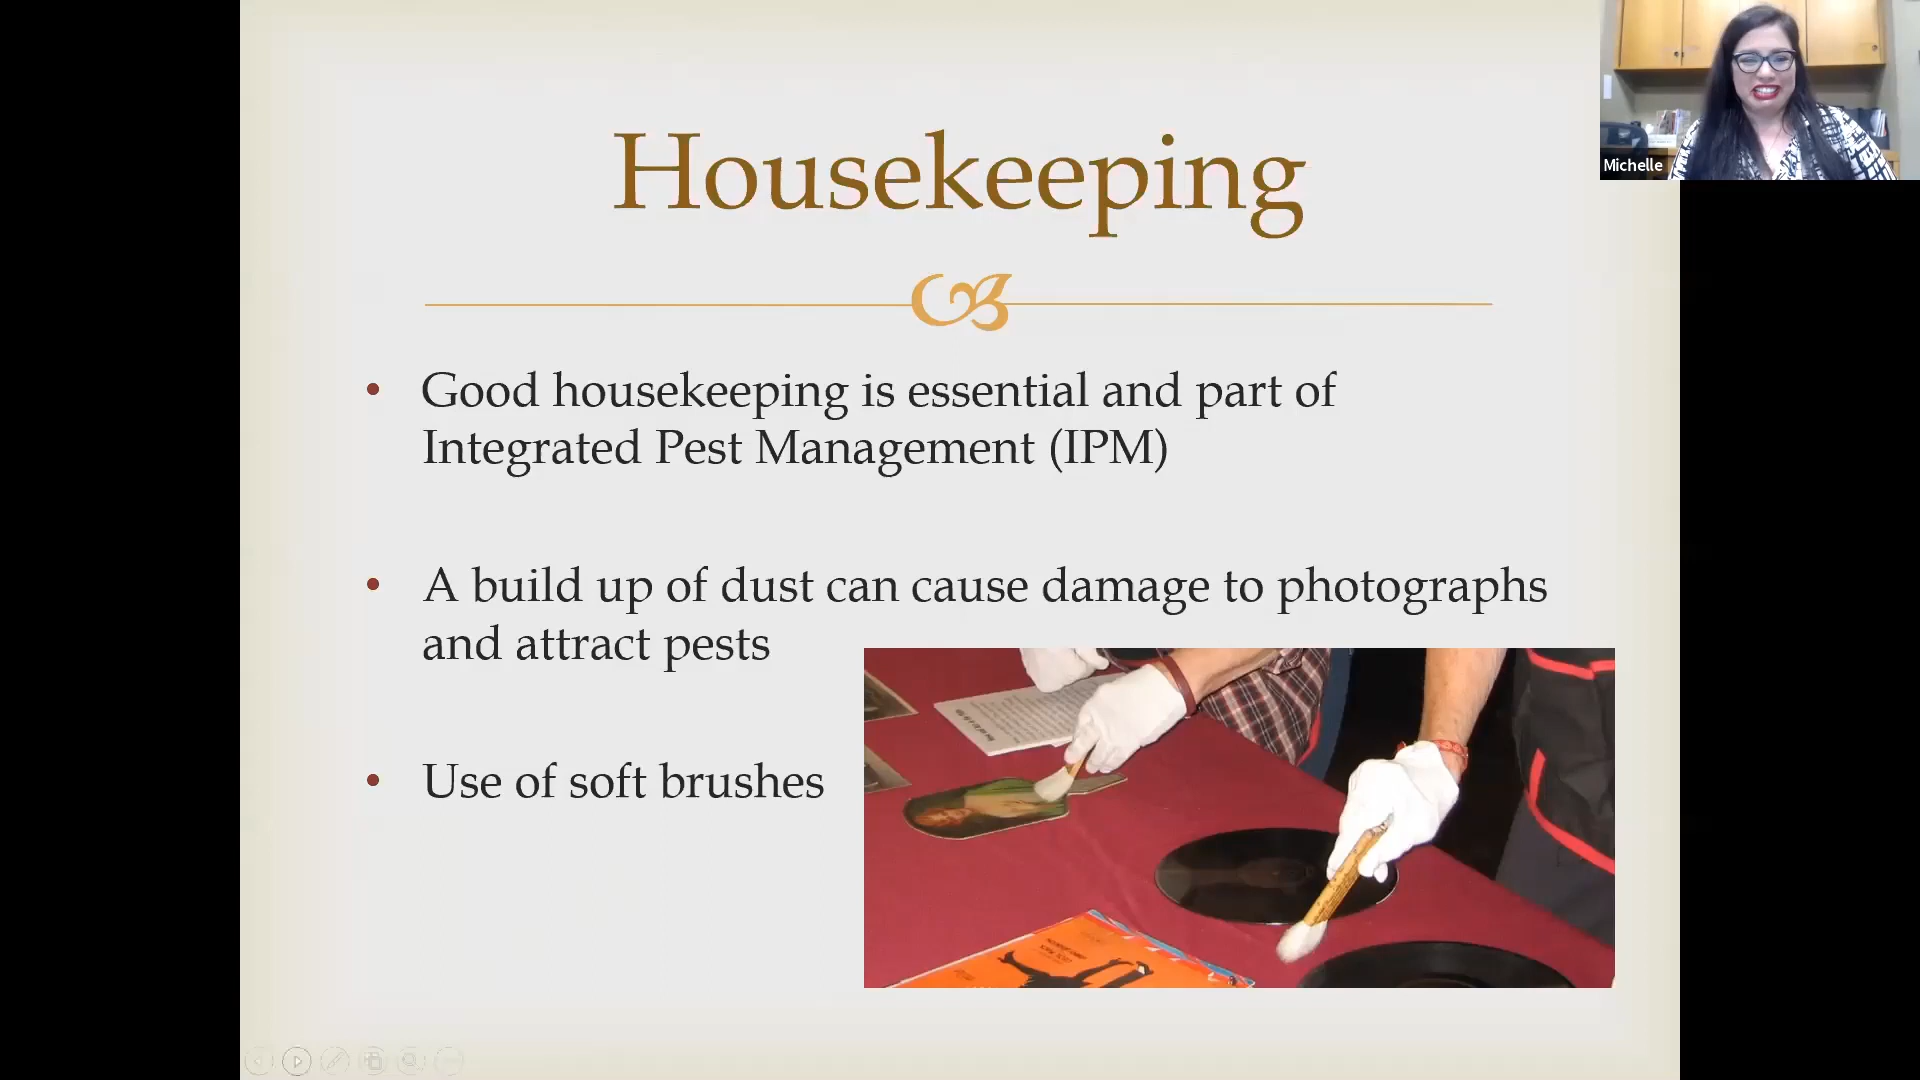 Housekeeping
Michelle
• Good housekeeping is essential and part of
Integrated Pest Management (IPM)
• A build up of dust can cause damage to photographs
and attract pests
• Use of soft brushes